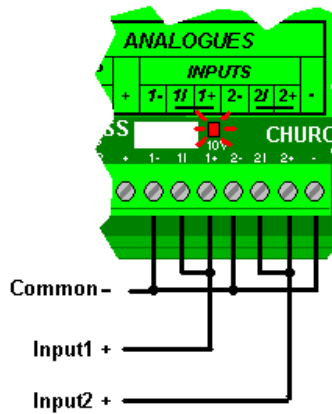 ANALOGUES
INPUTS
+ 1- 1I 1+ 2- 2I 2+
SS CHURC
10V
+ 1- 1I 1+ 2- 2I 2+ -
Common-
Input1 +
Input2 +